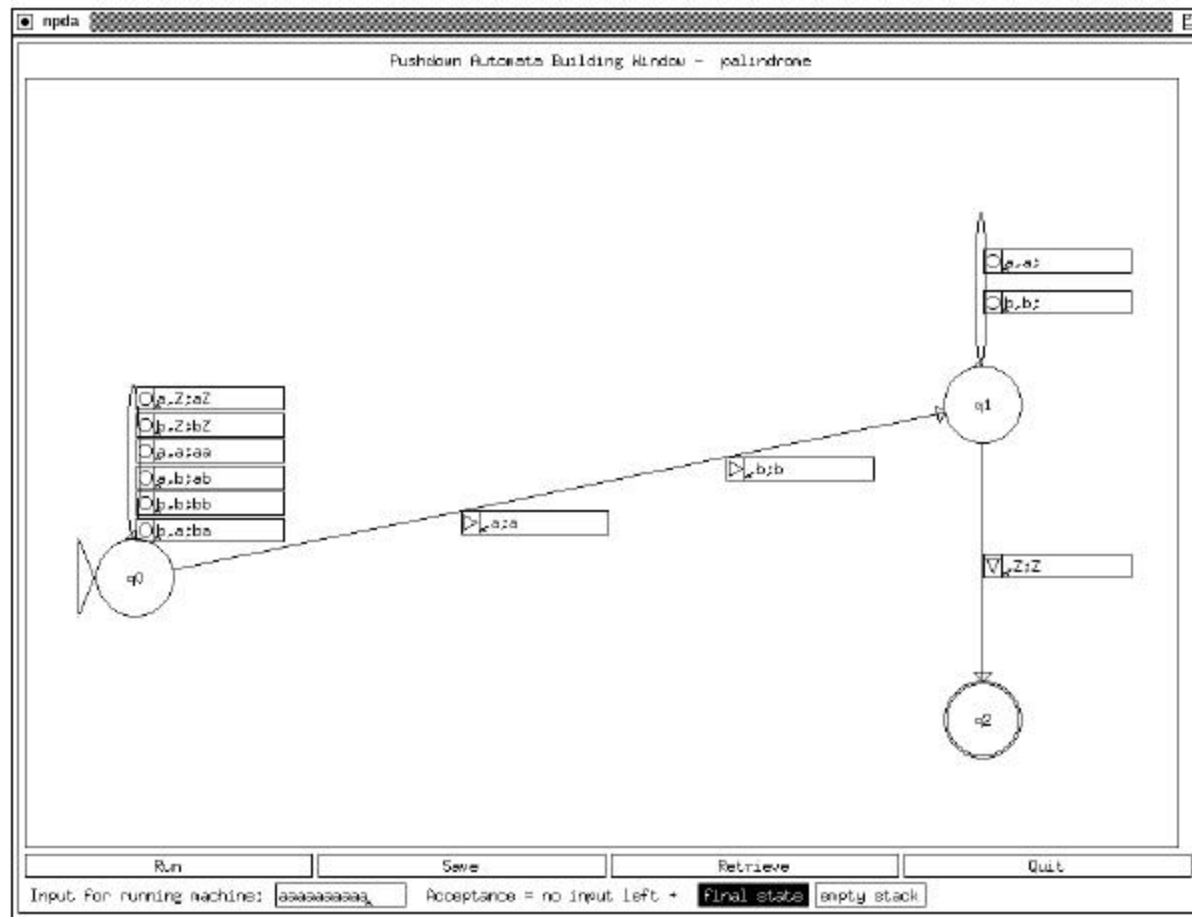 npda
Pushdown Automata Building Window - palindrome
a,a;
b,b;
a,Z;aZ
b,Z;bZ
a,a;aa
a,b;ab
b,b;bb
b,a;ba
q1
,b;b
,a;a
q0
,Z;Z
q2
Run Save Retrieve Quit
Input for running machine: aaaaaaaaaa Acceptance = no input left + final state empty stack